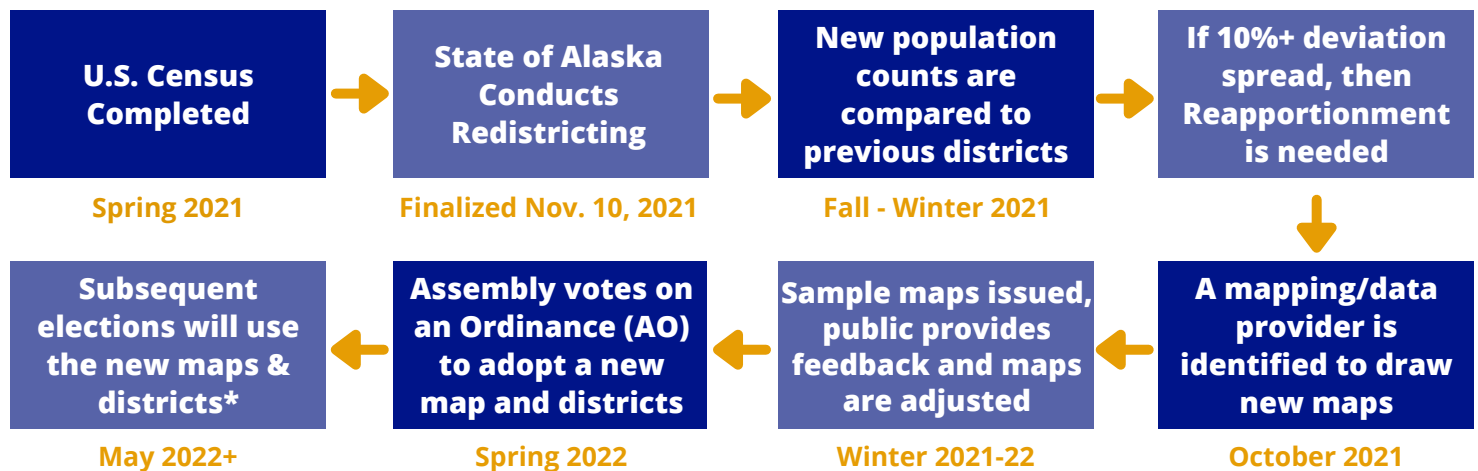 U.S. Census
Completed
Spring 2021
State of Alaska
Conducts
Redistricting
Finalized Nov. 10, 2021
New population
counts are
compared to
previous districts
Fall - Winter 2021
If 10%+ deviation
spread, then
Reapportionment
is needed
A mapping/data
provider is
identified to draw
new maps
October 2021
Sample maps issued,
public provides
feedback and maps
are adjusted
Winter 2021-22
Assembly votes on
an Ordinance (AO)
to adopt a new
map and districts
Spring 2022
Subsequent
elections will use
the new maps &
districts*
May 2022+